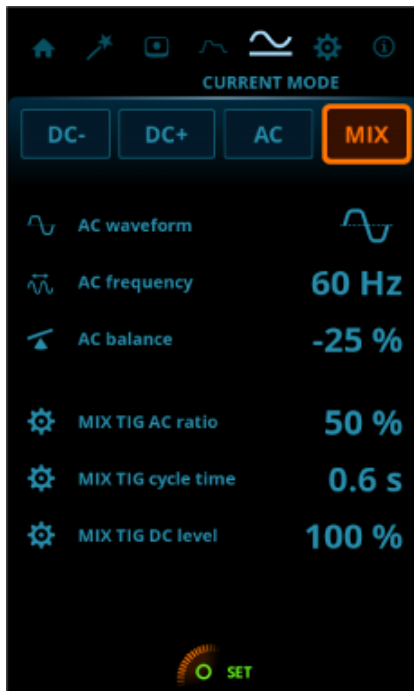 CURRENT MODE
DC- DC+ AC MIX
AC waveform
AC frequency 60 Hz
AC balance -25 %
MIX TIG AC ratio 50 %
MIX TIG cycle time 0.6 s
MIX TIG DC level 100 %
SET